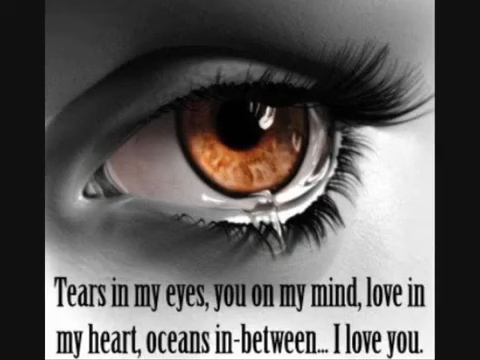 Tears in my eyes, you on my mind, love in
my heart, oceans in-between... I love you.